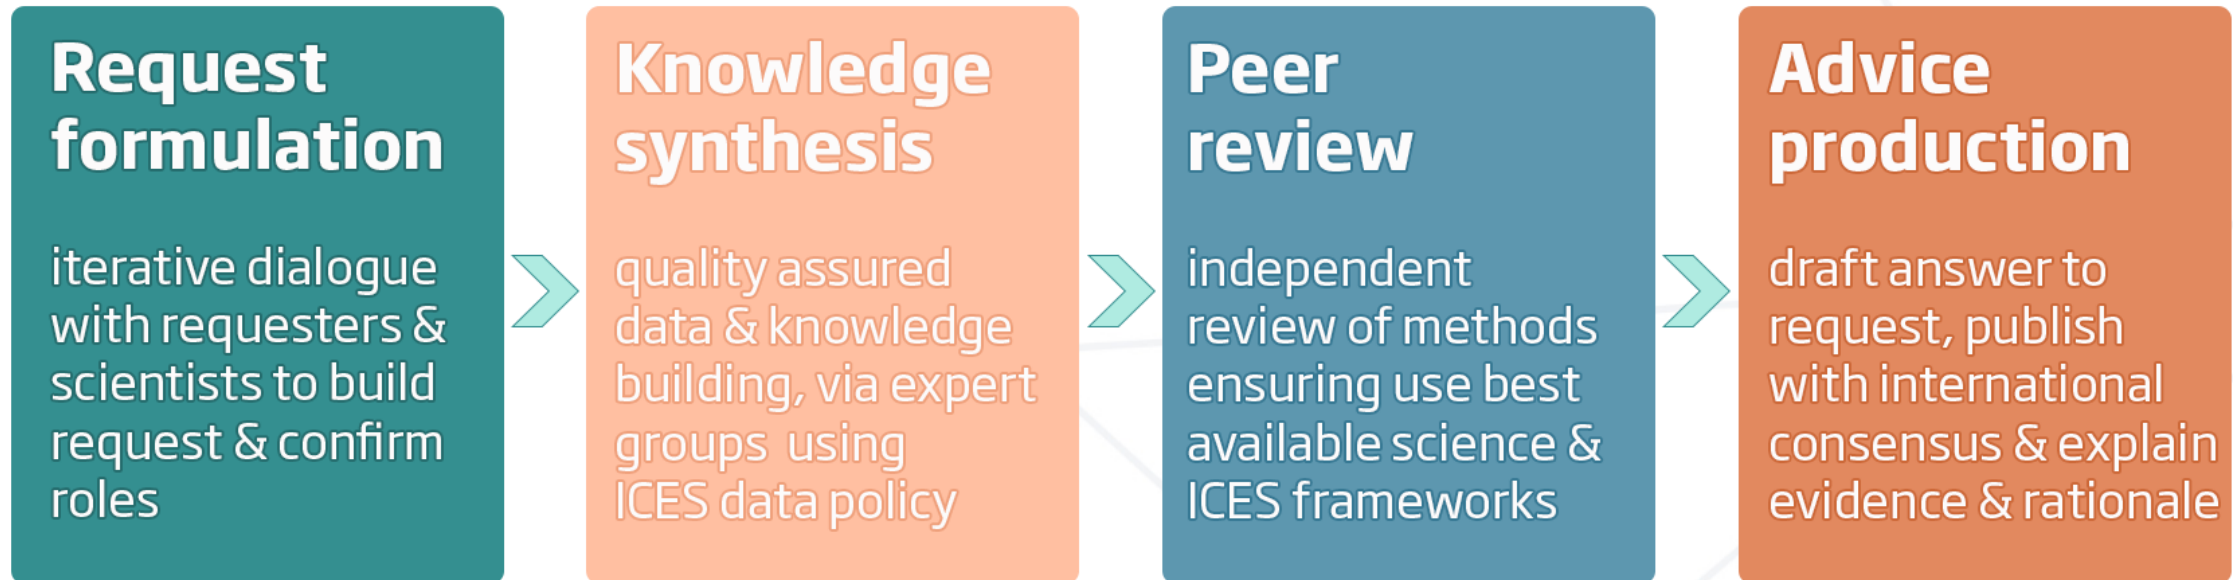 Request
formulation
iterative dialogue
with requesters &
scientists to build
request & confirm
roles
Knowledge
synthesis
quality assured
data & knowledge
building, via expert
groups  using
ICES data policy
Peer
review
independent
review of methods
ensuring use best
available science &
ICES frameworks
Advice
production
draft answer to
request, publish
with international
consensus & explain
evidence & rationale